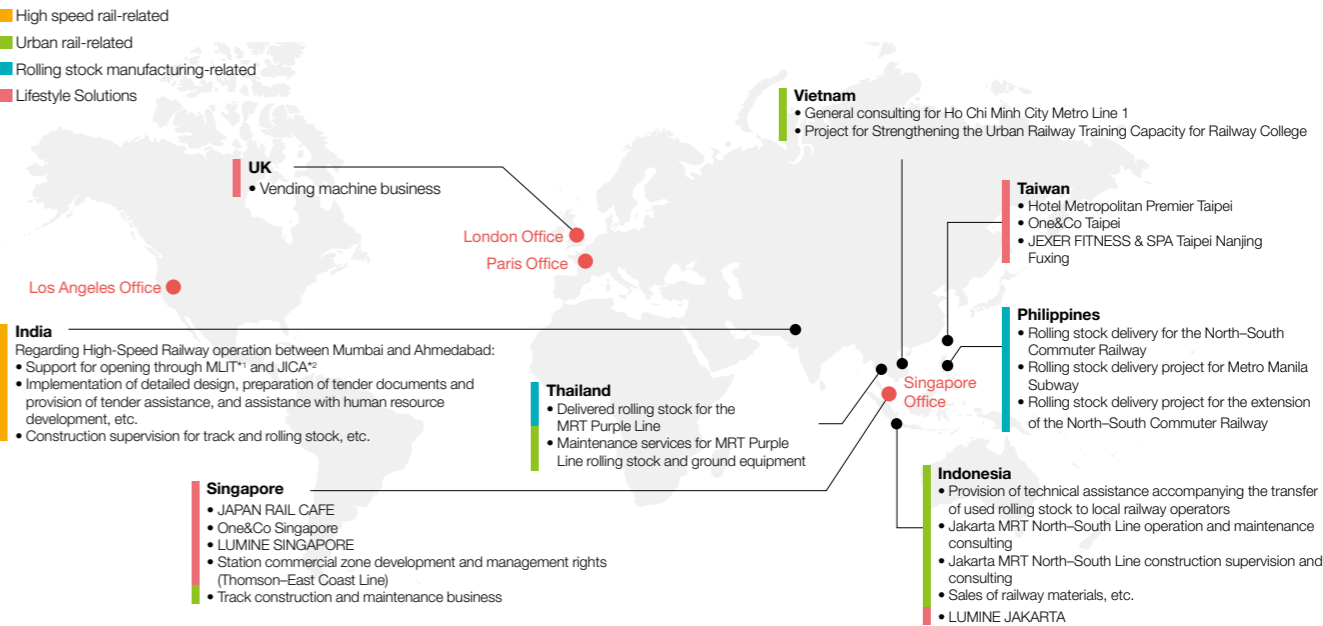 High speed rail-related
Urban rail-related
Rolling stock manufacturing-related
Lifestyle Solutions
Vietnam
• General consulting for Ho Chi Minh City Metro Line 1
• Project for Strengthening the Urban Railway Training Capacity for Railway College
UK
• Vending machine business
Taiwan
• Hotel Metropolitan Premier Taipei
• One&Co Taipei
• JEXER FITNESS & SPA Taipei Nanjing
Fuxing
London Office
Paris Office
Los Angeles Office
India
Regarding High-Speed Railway operation between Mumbai and Ahmedabad:
• Support for opening through MLIT*1 and JICA*2
• Implementation of detailed design, preparation of tender documents and
provision of tender assistance, and assistance with human resource
development, etc.
• Construction supervision for track and rolling stock, etc.
Philippines
• Rolling stock delivery for the North–South
Commuter Railway
• Rolling stock delivery project for Metro Manila
Subway
• Rolling stock delivery project for the extension
of the North–South Commuter Railway
Singapore
Office
Thailand
• Delivered rolling stock for the
MRT Purple Line
• Maintenance services for MRT Purple
Line rolling stock and ground equipment
Singapore
• JAPAN RAIL CAFE
• One&Co Singapore
• LUMINE SINGAPORE
• Station commercial zone development and management rights
(Thomson–East Coast Line)
• Track construction and maintenance business
Indonesia
• Provision of technical assistance accompanying the transfer
of used rolling stock to local railway operators
• Jakarta MRT North–South Line operation and maintenance
consulting
• Jakarta MRT North–South Line construction supervision and
consulting
• Sales of railway materials, etc.
• LUMINE JAKARTA